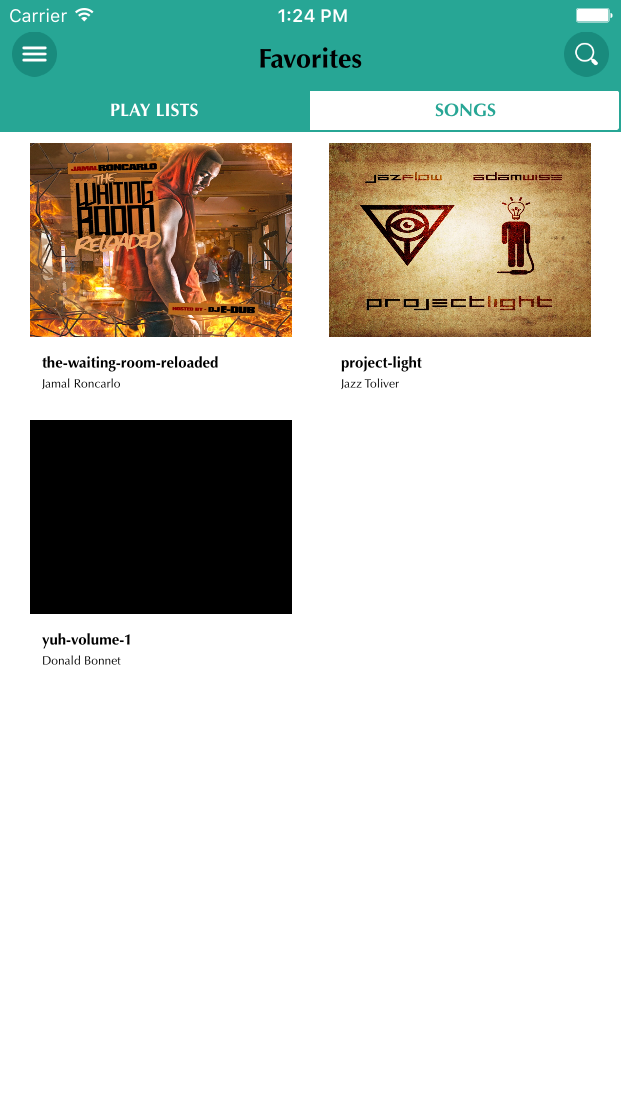 Carrier 1:24 PM
Favorites
PLAY LISTS SONGS
JAMAL RONCARLO
THE
WAITING
ROOM
RELOADED
HOSTED BY - DJ E-DUB
jazflow adamwise
projectlight
the-waiting-room-reloaded project-light
Jamal Roncarlo Jazz Toliver
yuh-volume-1
Donald Bonnet